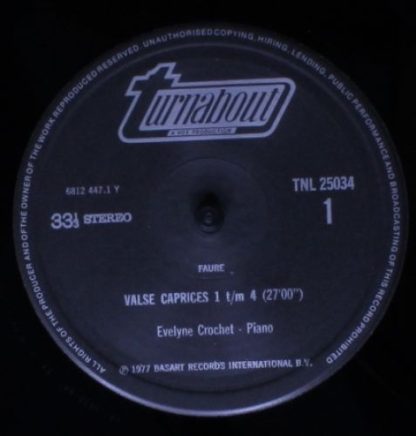 ALL RIGHTS OF THE PRODUCER AND OF THE OWNER OF THE WORK REPRODUCED RESERVED. UNAUTHORISED COPYING, HIRING, LENDING, PUBLIC PERFORMANCE AND BROADCASTING OF THIS RECORD PROHIBITED
turnabout
A VOX PRODUCTION
6812 447.1 Y
TNL 25034
33⅓ STEREO
1
FAURE
VALSE CAPRICES 1 t/m 4 (27'00")
Evelyne Crochet - Piano
℗ 1977 BASART RECORDS INTERNATIONAL B.V.